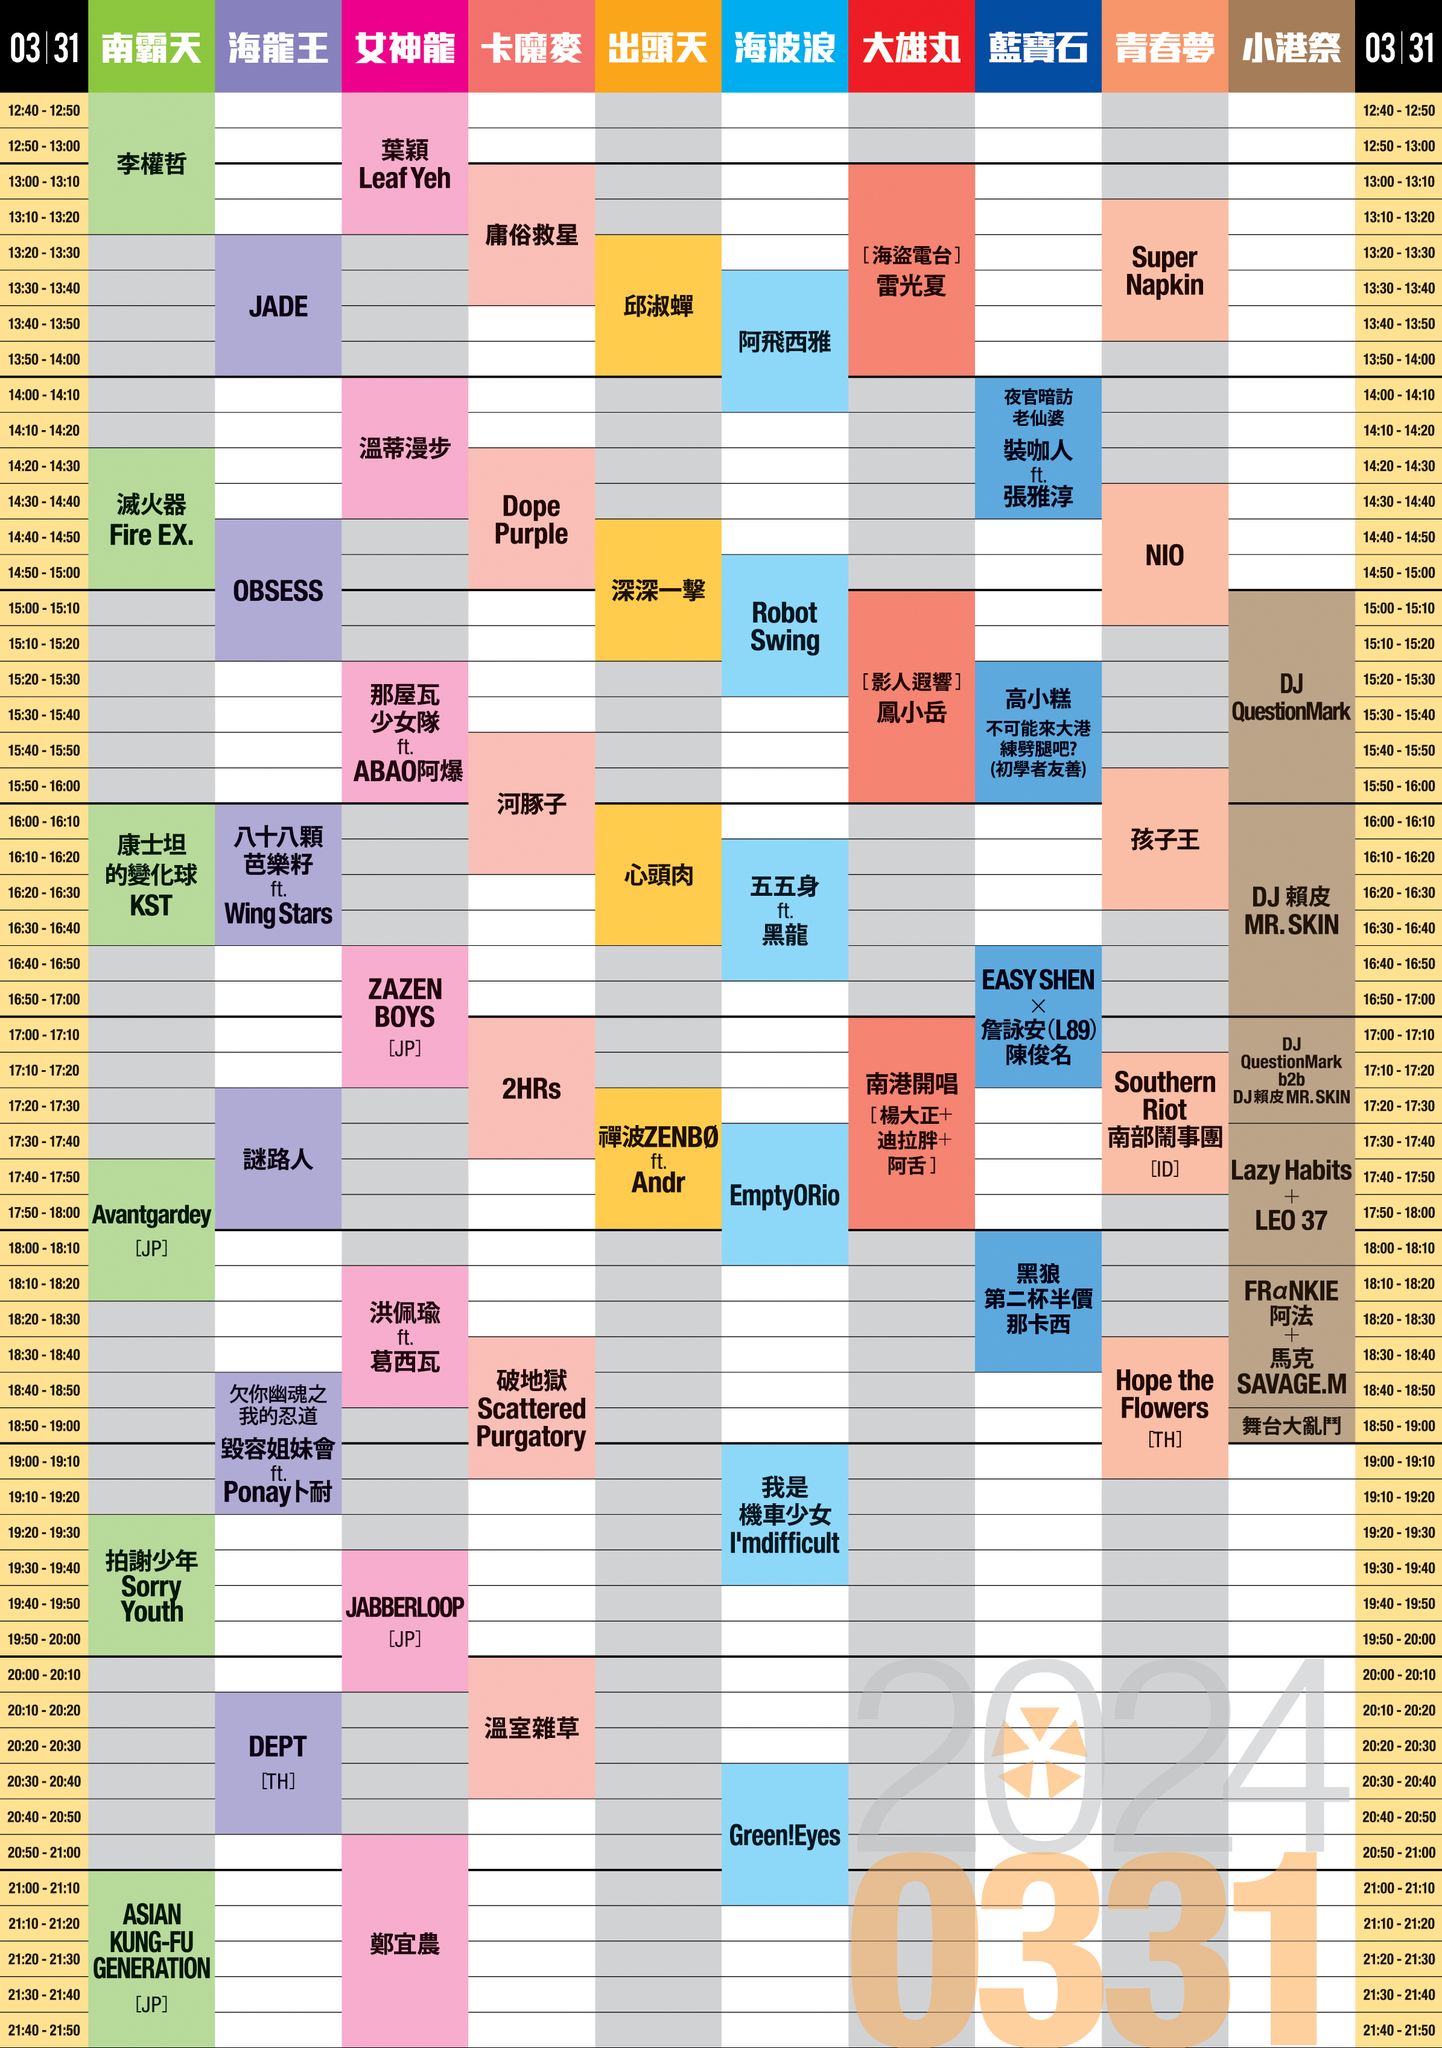 03|31 南霸天 海龍王 女神龍 卡魔麥 出頭天 海波浪 大雄丸 藍寶石 青春夢 小港祭 03|31
12:40 - 12:50
12:50 - 13:00
13:00 - 13:10
13:10 - 13:20
13:20 - 13:30
13:30 - 13:40
13:40 - 13:50
13:50 - 14:00
14:00 - 14:10
14:10 - 14:20
14:20 - 14:30
14:30 - 14:40
14:40 - 14:50
14:50 - 15:00
15:00 - 15:10
15:10 - 15:20
15:20 - 15:30
15:30 - 15:40
15:40 - 15:50
15:50 - 16:00
16:00 - 16:10
16:10 - 16:20
16:20 - 16:30
16:30 - 16:40
16:40 - 16:50
16:50 - 17:00
17:00 - 17:10
17:10 - 17:20
17:20 - 17:30
17:30 - 17:40
17:40 - 17:50
17:50 - 18:00
18:00 - 18:10
18:10 - 18:20
18:20 - 18:30
18:30 - 18:40
18:40 - 18:50
18:50 - 19:00
19:00 - 19:10
19:10 - 19:20
19:20 - 19:30
19:30 - 19:40
19:40 - 19:50
19:50 - 20:00
20:00 - 20:10
20:10 - 20:20
20:20 - 20:30
20:30 - 20:40
20:40 - 20:50
20:50 - 21:00
21:00 - 21:10
21:10 - 21:20
21:20 - 21:30
21:30 - 21:40
21:40 - 21:50
李權哲
滅火器
Fire EX.
康士坦
的變化球
KST
Avantgardey
[JP]
拍謝少年
Sorry
Youth
ASIAN
KUNG-FU
GENERATION
[JP]
JADE
OBSESS
八十八顆
芭樂籽
ft.
Wing Stars
謎路人
欠你幽魂之
我的忍道
毀容姐妹會
ft.
Ponay卜耐
DEPT
[TH]
葉穎
Leaf Yeh
溫蒂漫步
那屋瓦
少女隊
ft.
ABAO阿爆
ZAZEN
BOYS
[JP]
洪佩瑜
ft.
葛西瓦
JABBERLOOP
[JP]
鄭宜農
庸俗救星
Dope
Purple
河豚子
2HRs
破地獄
Scattered
Purgatory
溫室雜草
邱淑蟬
深深一擊
心頭肉
禪波ZENBØ
ft.
Andr
阿飛西雅
Robot
Swing
五五身
ft.
黑龍
EmptyORio
我是
機車少女
I'mdifficult
Green!Eyes
[海盜電台]
雷光夏
[影人遐響]
鳳小岳
南港開唱
[楊大正+
迪拉胖+
阿舌]
夜官暗訪
老仙婆
裝咖人
ft.
張雅淳
高小糕
不可能來大港
練劈腿吧?
(初學者友善)
EASY SHEN
×
詹詠安(L89)
陳俊名
黑狼
第二杯半價
那卡西
Super
Napkin
NIO
孩子王
Southern
Riot
南部鬧事團
[ID]
Hope the
Flowers
[TH]
DJ
QuestionMark
DJ 賴皮
MR. SKIN
DJ
QuestionMark
b2b
DJ賴皮MR. SKIN
Lazy Habits
+
LEO 37
FRαNKIE
阿法
+
馬克
SAVAGE.M
舞台大亂鬥
12:40 - 12:50
12:50 - 13:00
13:00 - 13:10
13:10 - 13:20
13:20 - 13:30
13:30 - 13:40
13:40 - 13:50
13:50 - 14:00
14:00 - 14:10
14:10 - 14:20
14:20 - 14:30
14:30 - 14:40
14:40 - 14:50
14:50 - 15:00
15:00 - 15:10
15:10 - 15:20
15:20 - 15:30
15:30 - 15:40
15:40 - 15:50
15:50 - 16:00
16:00 - 16:10
16:10 - 16:20
16:20 - 16:30
16:30 - 16:40
16:40 - 16:50
16:50 - 17:00
17:00 - 17:10
17:10 - 17:20
17:20 - 17:30
17:30 - 17:40
17:40 - 17:50
17:50 - 18:00
18:00 - 18:10
18:10 - 18:20
18:20 - 18:30
18:30 - 18:40
18:40 - 18:50
18:50 - 19:00
19:00 - 19:10
19:10 - 19:20
19:20 - 19:30
19:30 - 19:40
19:40 - 19:50
19:50 - 20:00
20:00 - 20:10
20:10 - 20:20
20:20 - 20:30
20:30 - 20:40
20:40 - 20:50
20:50 - 21:00
21:00 - 21:10
21:10 - 21:20
21:20 - 21:30
21:30 - 21:40
21:40 - 21:50
2024
0331